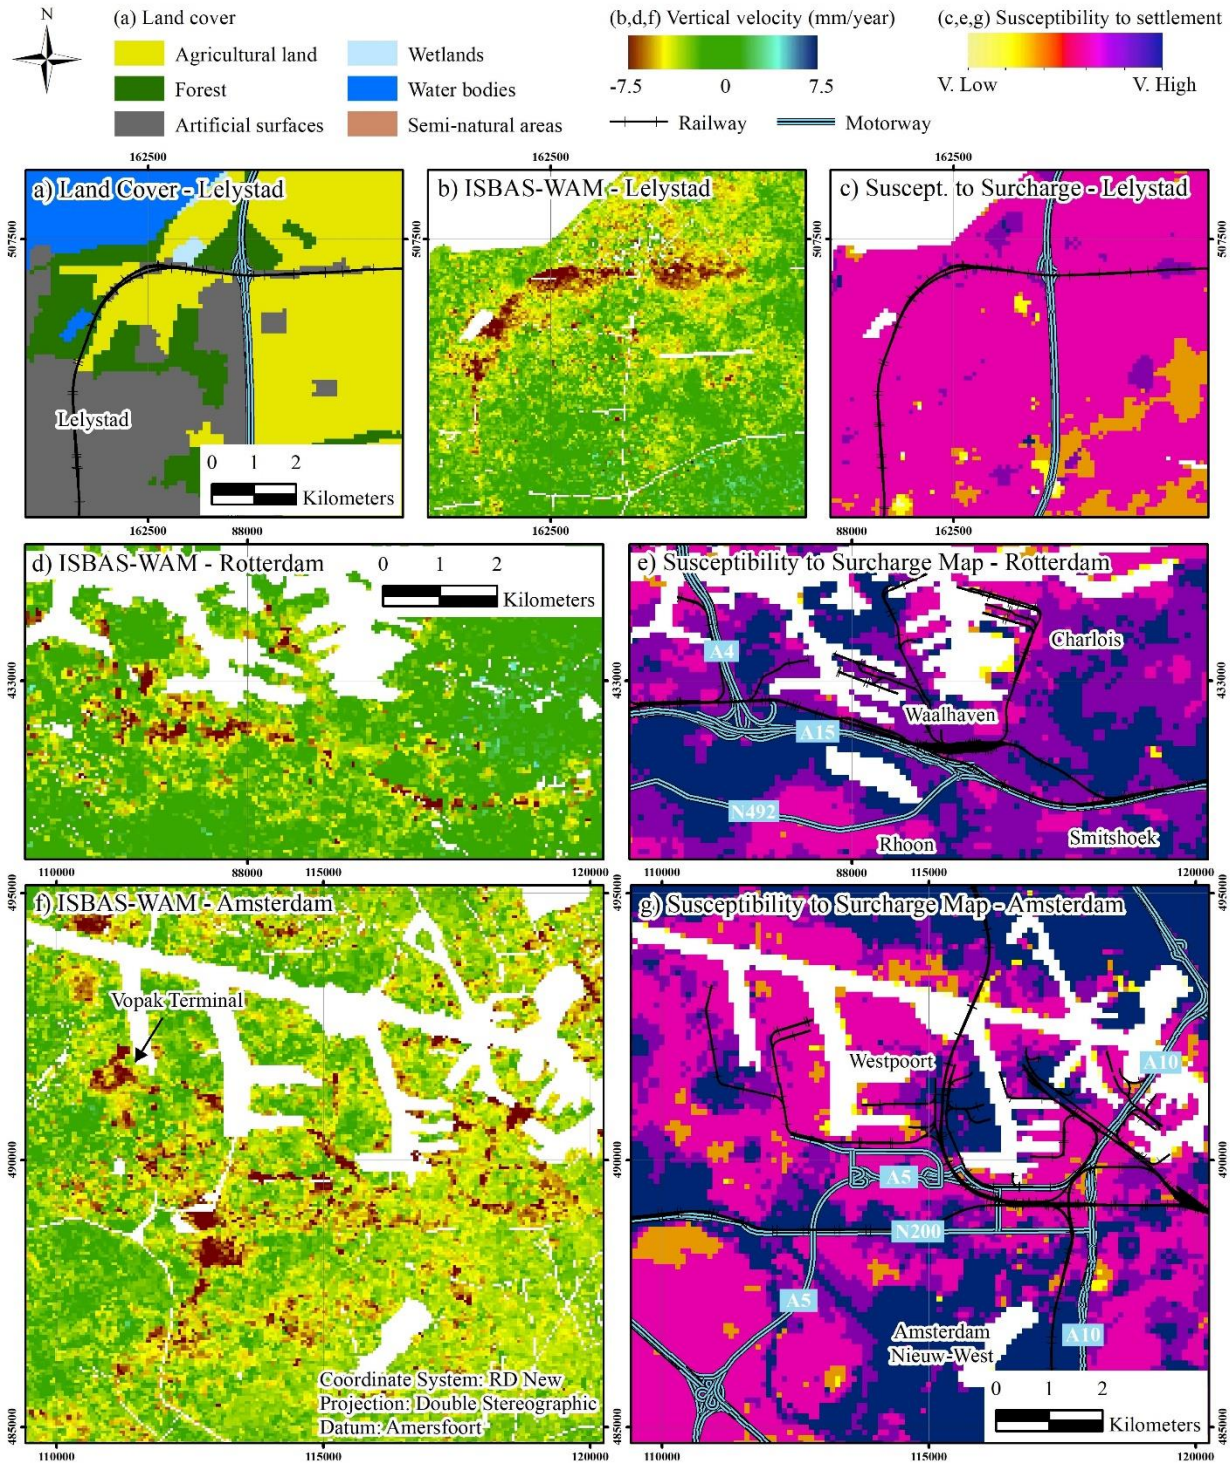 N
(a) Land cover
Agricultural land
Forest
Artificial surfaces
Wetlands
Water bodies
Semi-natural areas
(b,d,f) Vertical velocity (mm/year)
-7.5 0 7.5
(c,e,g) Susceptibility to settlement
V. Low V. High
Railway
Motorway
162500 162500 162500
a) Land Cover - Lelystad
b) ISBAS-WAM - Lelystad
c) Suscept. to Surcharge - Lelystad
507500 507500 507500
Lelystad
0 1 2
Kilometers
162500 88000 162500 88000 162500
d) ISBAS-WAM - Rotterdam
0 1 2
Kilometers
e) Susceptibility to Surcharge Map - Rotterdam
433000 433000
A4
Charlois
Waalhaven
A15
N492
Rhoon
Smitshoek
110000 88000 115000 120000
110000 88000 115000 120000
495000 495000
f) ISBAS-WAM - Amsterdam
g) Susceptibility to Surcharge Map - Amsterdam
Vopak Terminal
Westpoort
A10
490000 490000
A5
N200
A5
A10
Amsterdam
Nieuw-West
Coordinate System: RD New
Projection: Double Stereographic
Datum: Amersfoort
0 1 2
Kilometers
485000 485000
110000 115000 120000
110000 115000 120000